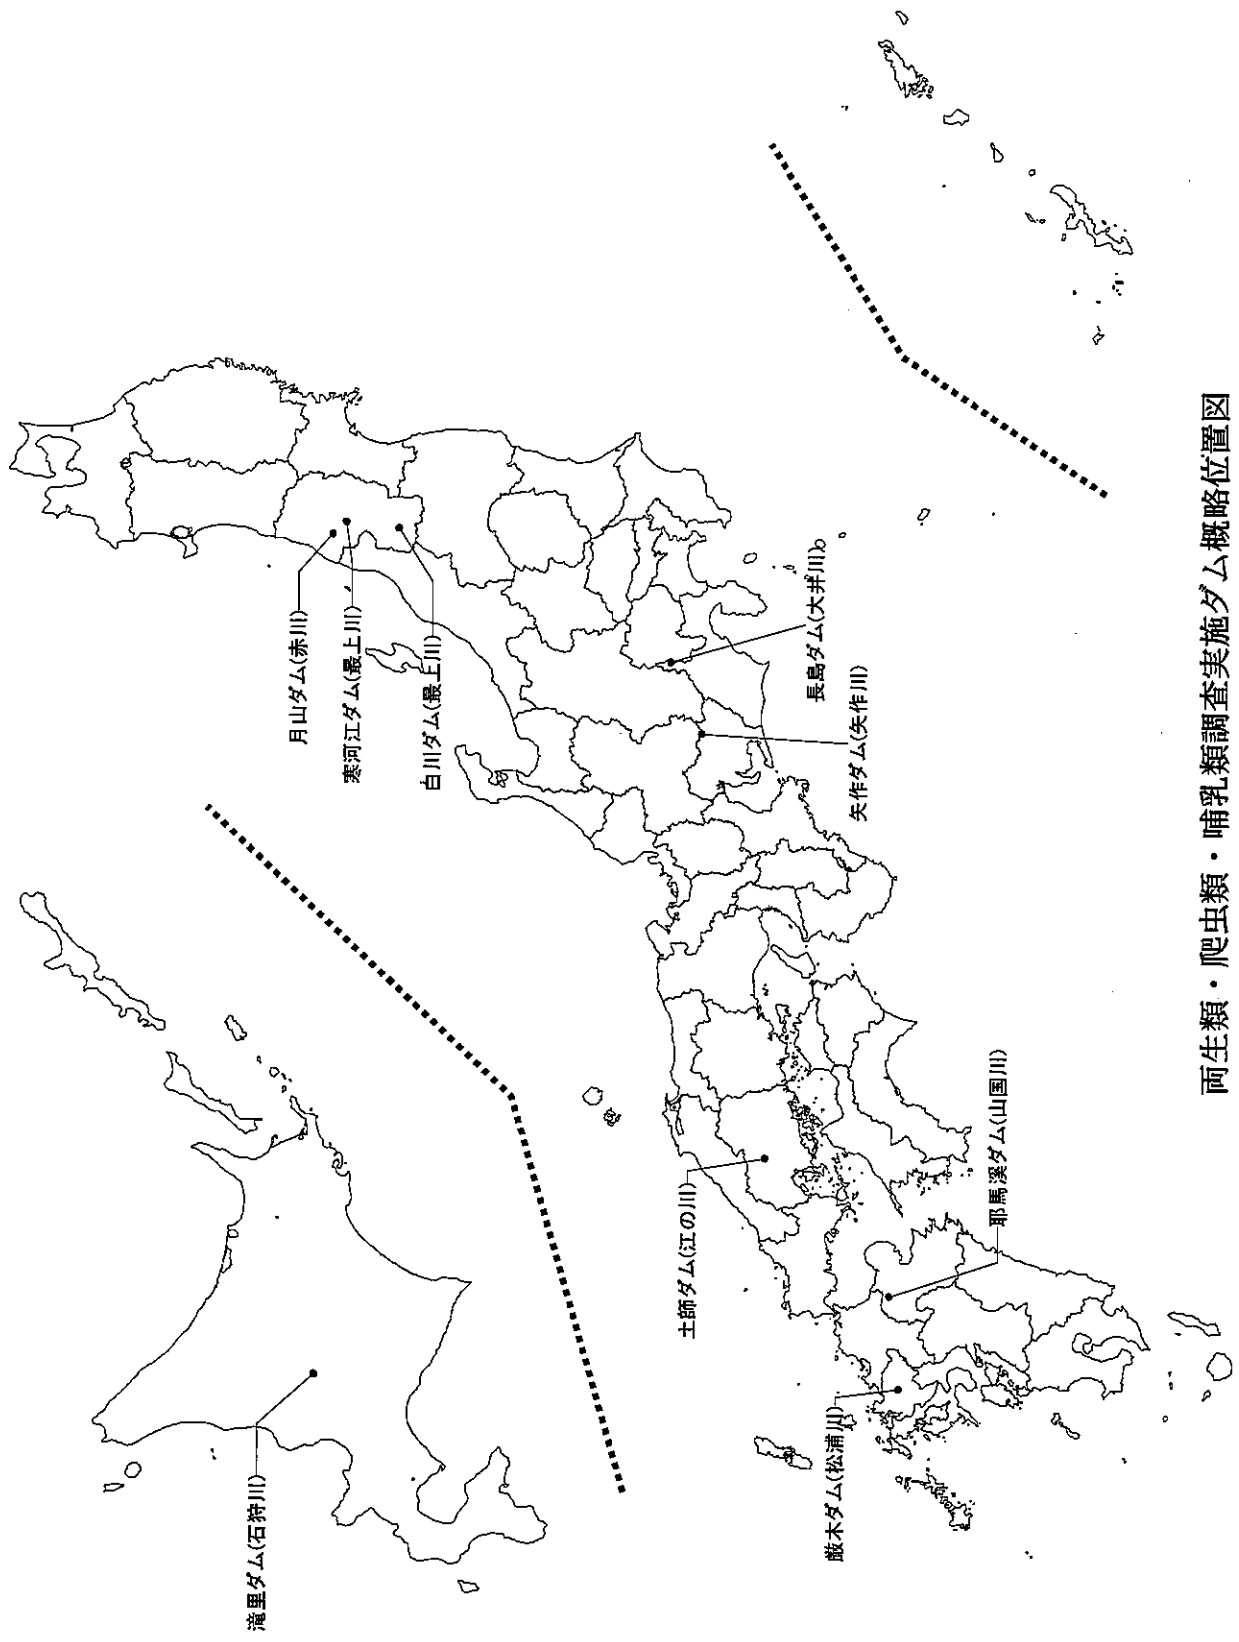 滝里ダム(石狩川)
月山ダム(赤川)
寒河江ダム(最上川)
白川ダム(最上川)
土師ダム(江の川)
長島ダム(大井川)
矢作ダム(矢作川)
厳木ダム(松浦川)
耶馬溪ダム(山国川)
両生類・爬虫類・哺乳類調査実施ダム概略位置図